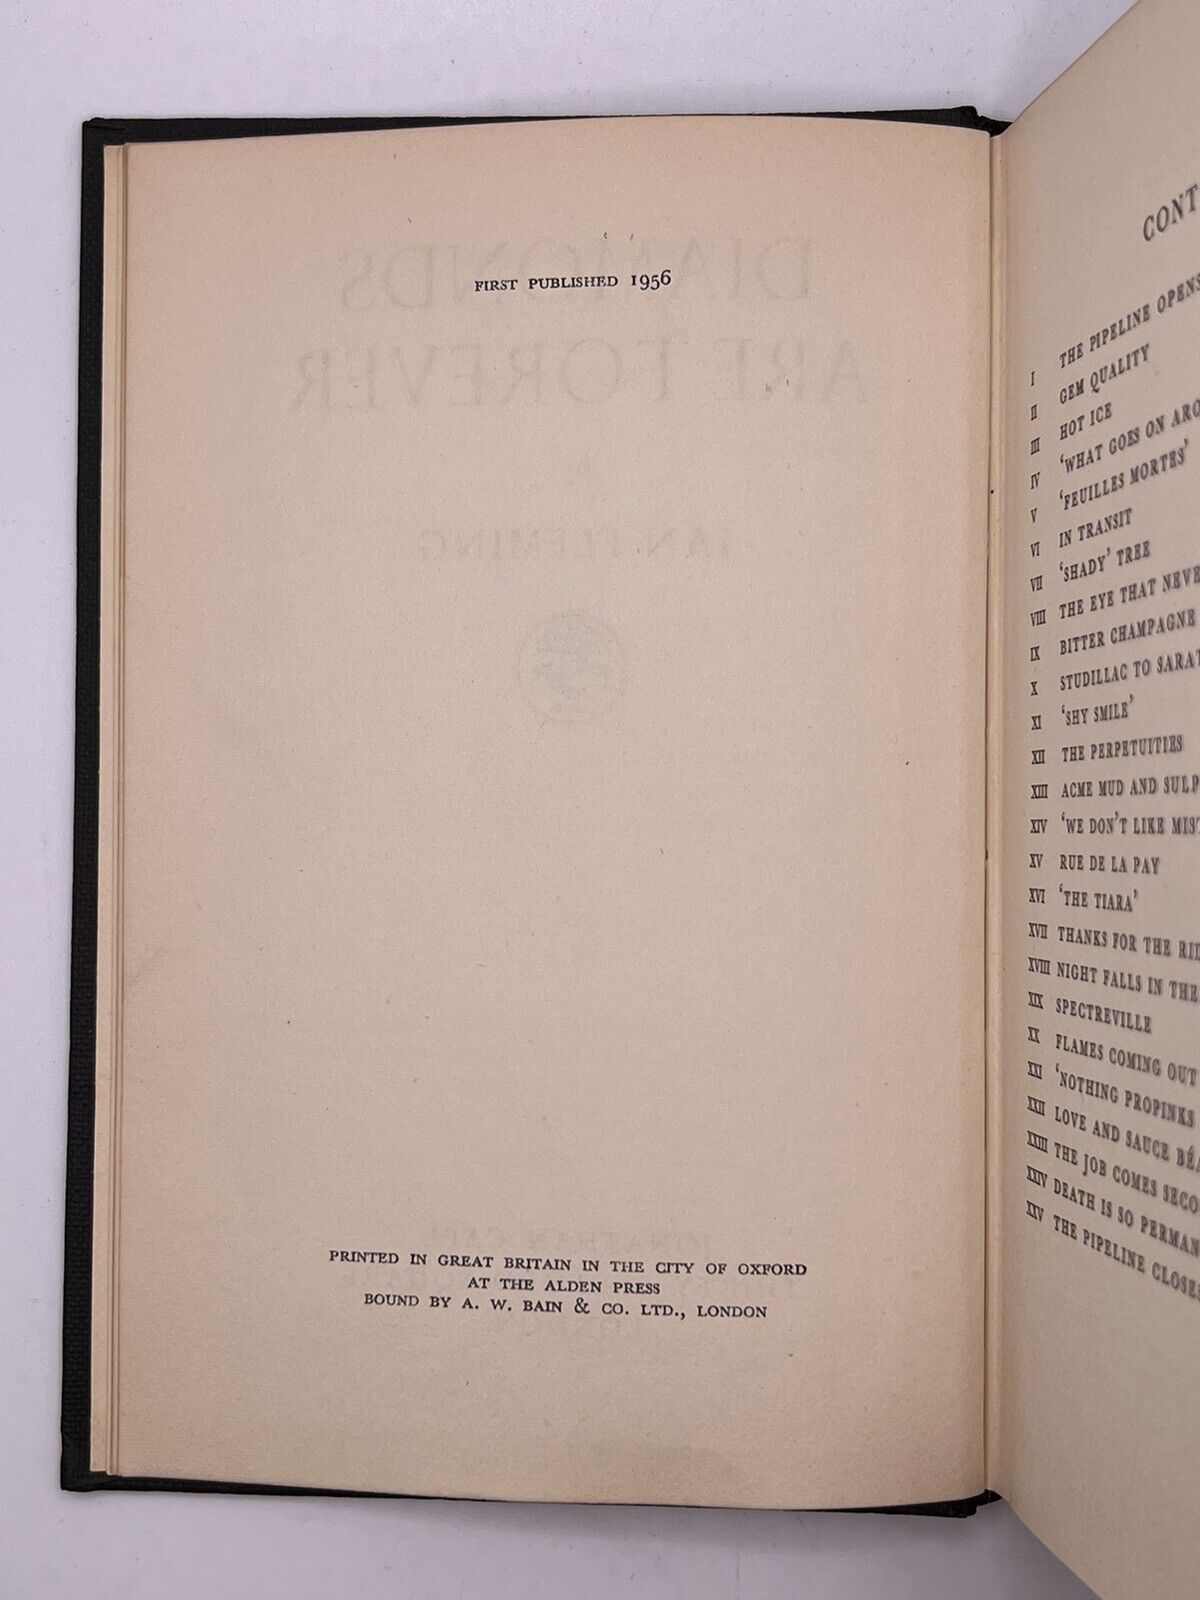 FIRST PUBLISHED 1956
PRINTED IN GREAT BRITAIN IN THE CITY OF OXFORD
AT THE ALDEN PRESS
BOUND BY A. W. BAIN & CO. LTD., LONDON
CONT
I THE PIPELINE OPENS
II GEM QUALITY
III HOT ICE
IV 'WHAT GOES ON ARO
V 'FEUILLES MORTES'
VI IN TRANSIT
VII 'SHADY' TREE
VIII THE EYE THAT NEVE
IX BITTER CHAMPAGNE
X STUDILLAC TO SARAT
XI 'SHY SMILE'
XII THE PERPETUITIES
XIII ACME MUD AND SULP
XIV 'WE DON'T LIKE MIST
XV RUE DE LA PAY
XVI 'THE TIARA'
XVII THANKS FOR THE RID
XVIII NIGHT FALLS IN THE
XIX SPECTREVILLE
XX FLAMES COMING OUT
XXI 'NOTHING PROPINKS
XXII LOVE AND SAUCE BÉA
XXIII THE JOB COMES SECO
XXIV DEATH IS SO PERMAN
XXV THE PIPELINE CLOSES